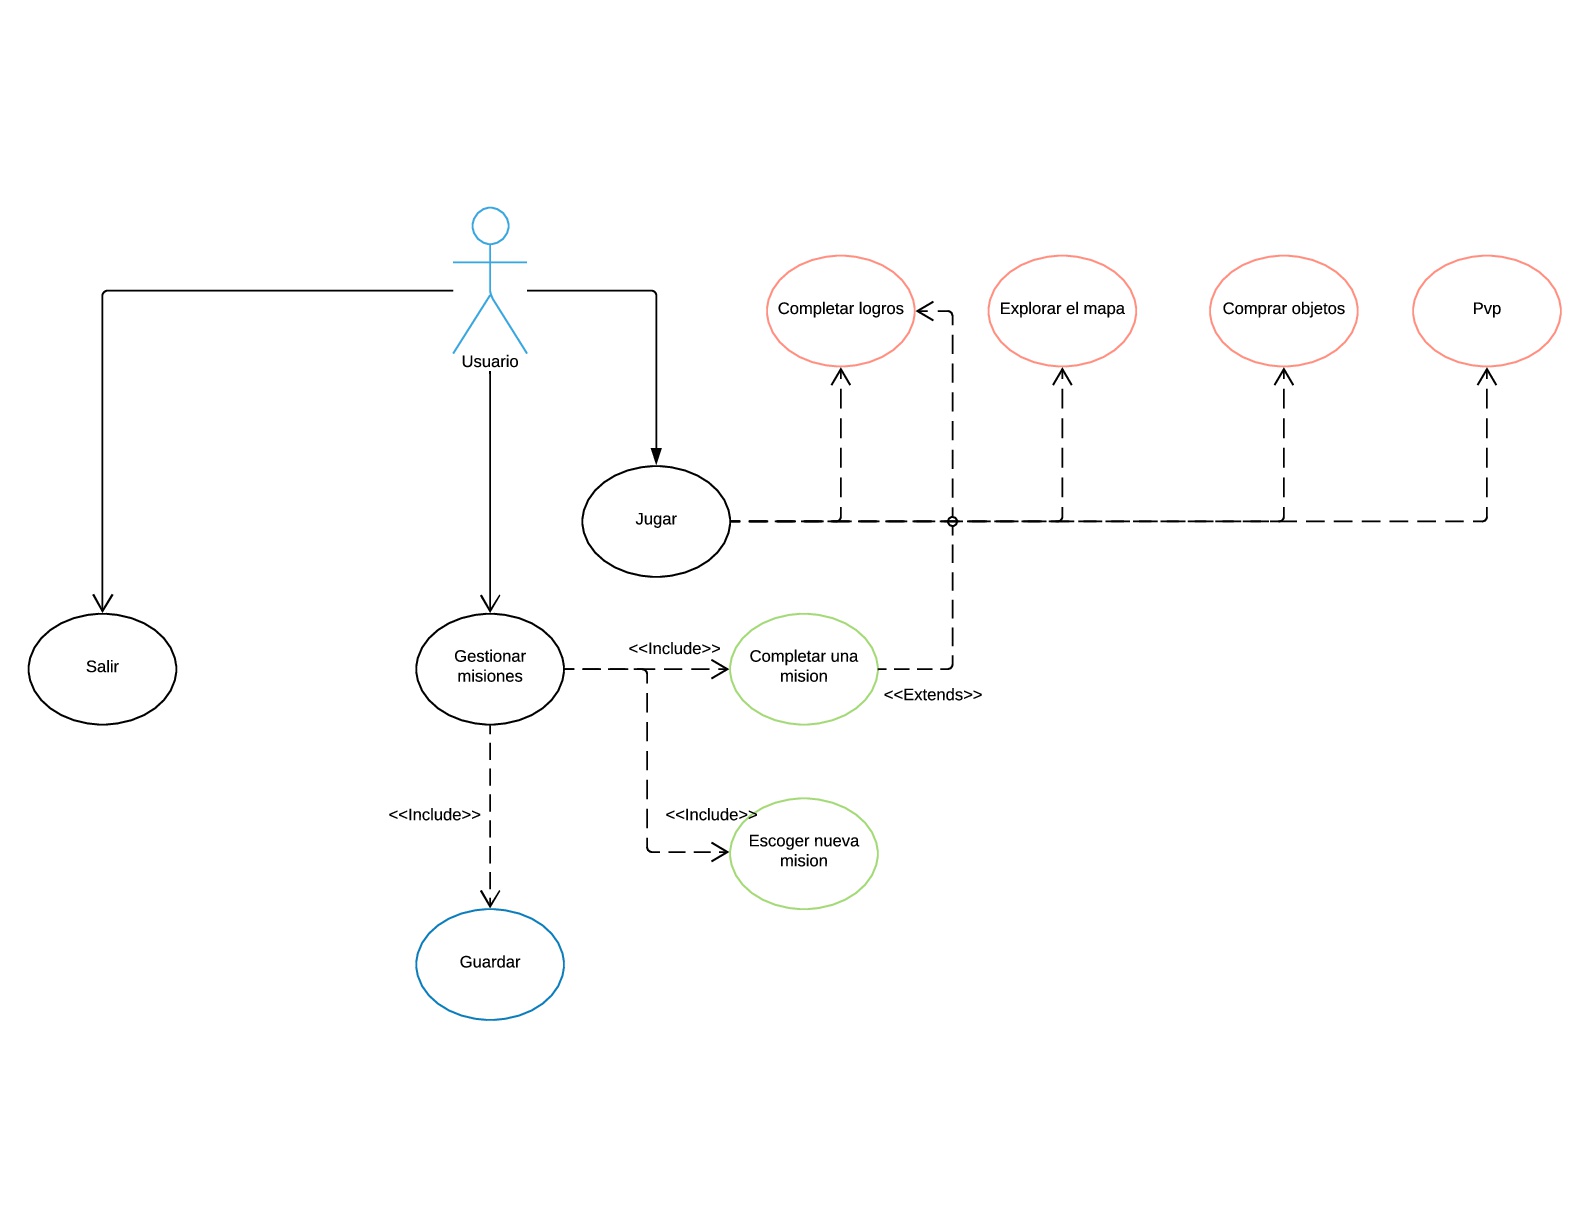 Usuario
Completar logros
Explorar el mapa
Comprar objetos
Pvp
Jugar
Salir
Gestionar
misiones
<<Include>>
Completar una
mision
<<Extends>>
<<Include>>
<<Include>>
Escoger nueva
mision
Guardar